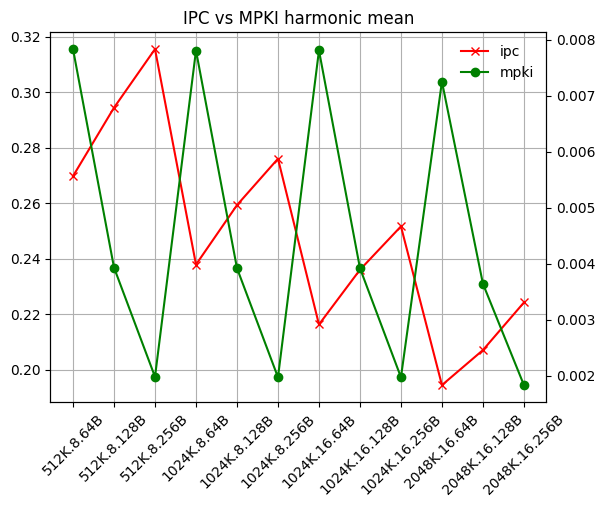 IPC vs MPKI harmonic mean
ipc
mpki
0.32
0.30
0.28
0.26
0.24
0.22
0.20
0.008
0.007
0.006
0.005
0.004
0.003
0.002
512K.8.64B
512K.8.128B
512K.8.256B
1024K.8.64B
1024K.8.128B
1024K.8.256B
1024K.16.64B
1024K.16.128B
1024K.16.256B
2048K.16.64B
2048K.16.128B
2048K.16.256B